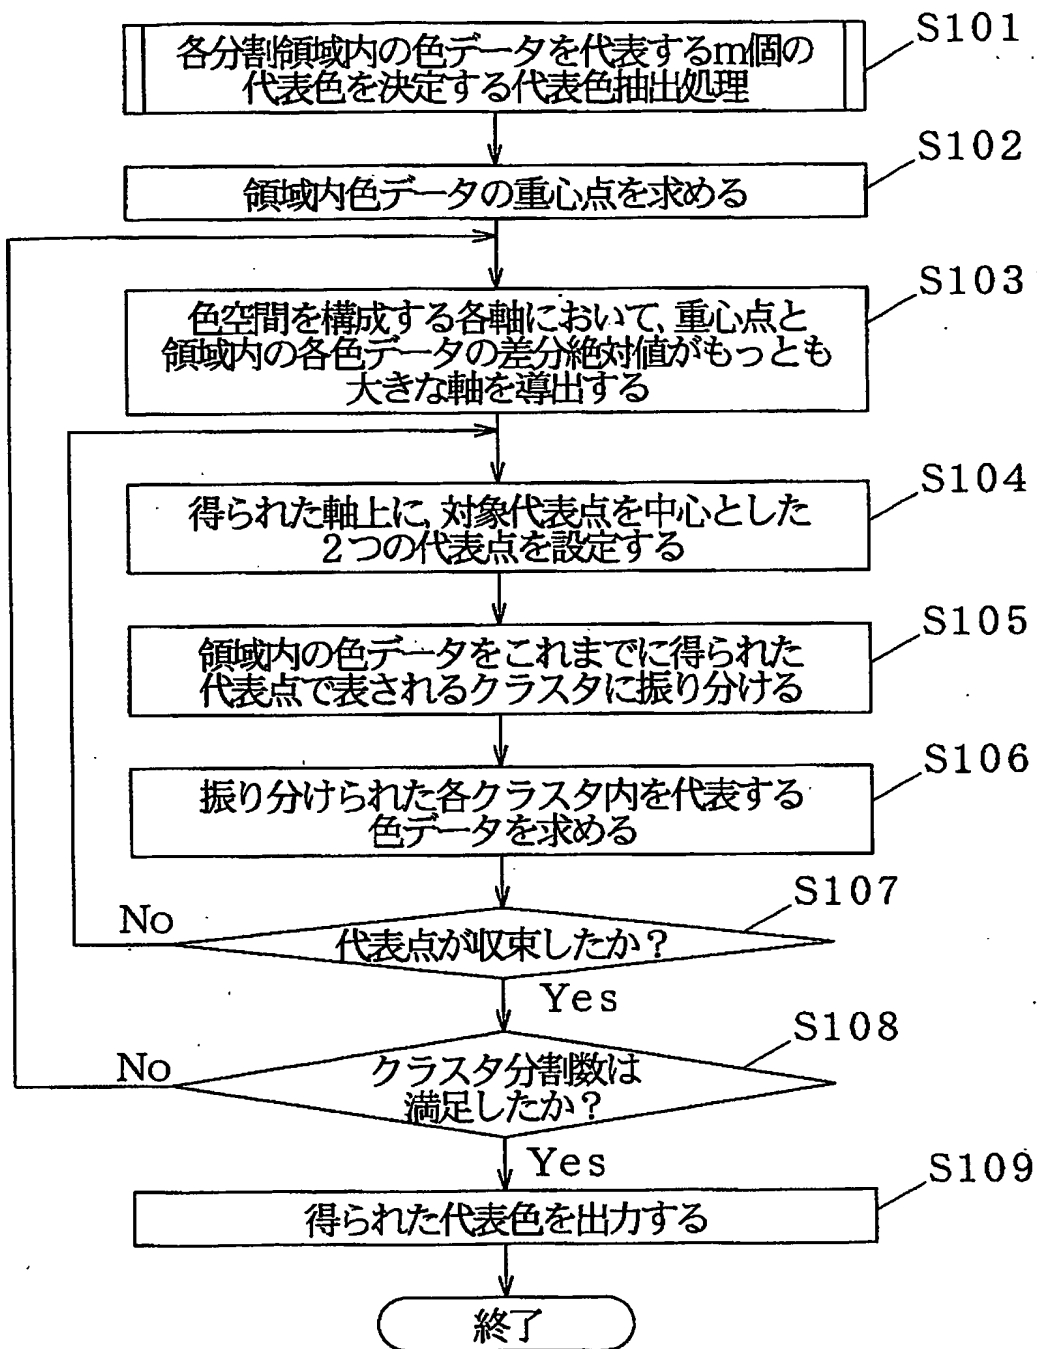 S101
各分割領域内の色データを代表するm個の
代表色を決定する代表色抽出処理
S102
領域内色データの重心点を求める
S103
色空間を構成する各軸において、重心点と
領域内の各色データの差分絶対値がもっとも
大きな軸を導出する
S104
得られた軸上に、対象代表点を中心とした
2つの代表点を設定する
S105
領域内の色データをこれまでに得られた
代表点で表されるクラスタに振り分ける
S106
振り分けられた各クラスタ内を代表する
色データを求める
S107
No
代表点が収束したか?
Yes
S108
No
クラスタ分割数は
満足したか?
Yes
S109
得られた代表色を出力する
終了